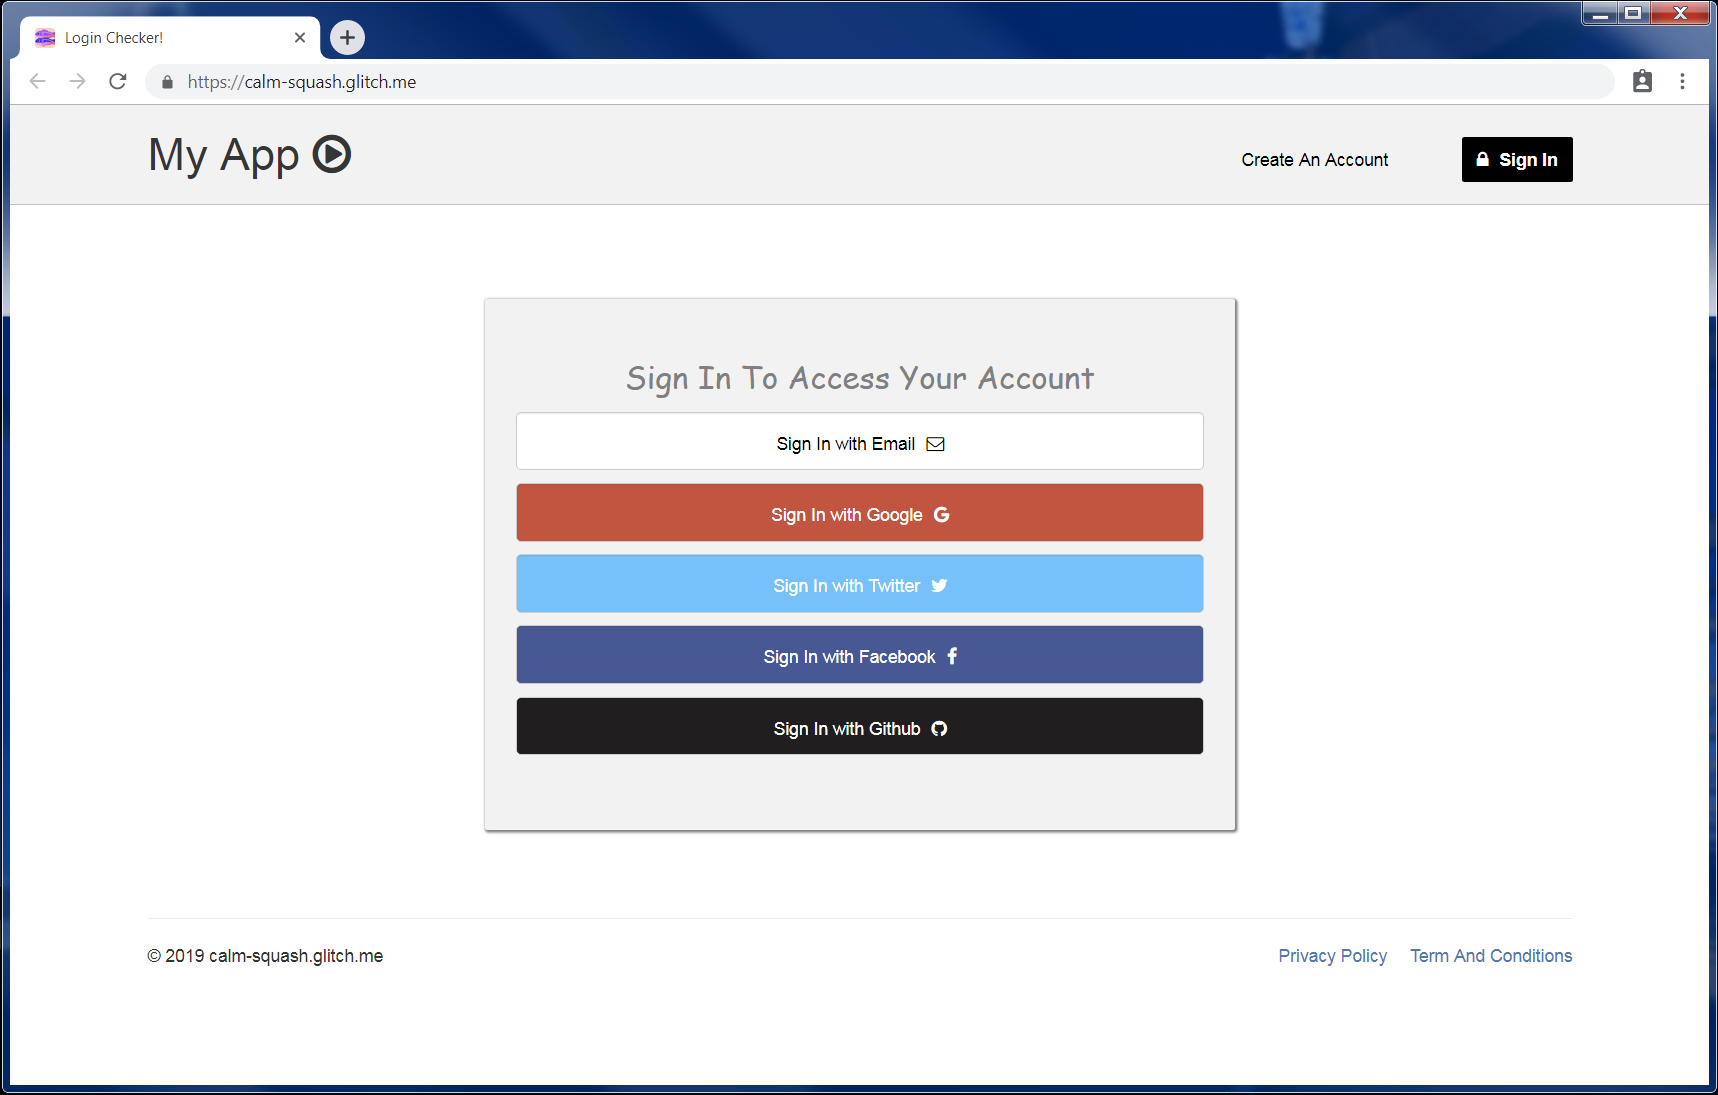 Login Checker!
https://calm-squash.glitch.me
My App
Create An Account
Sign In
Sign In To Access Your Account
Sign In with Email
Sign In with Google
Sign In with Twitter
Sign In with Facebook
Sign In with Github
© 2019 calm-squash.glitch.me
Privacy Policy
Term And Conditions